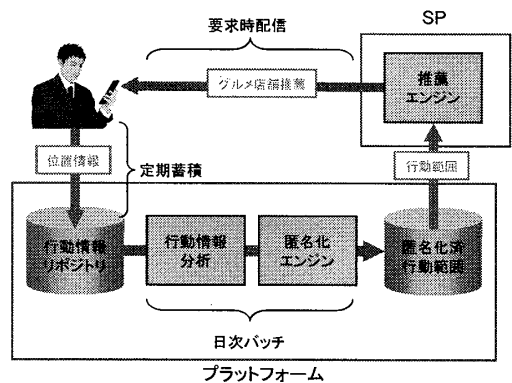 要求時配信
SP
グルメ店舗推薦
推薦
エンジン
位置情報
定期蓄積
行動範囲
行動情報
リポジトリ
行動情報
分析
匿名化
エンジン
匿名化済
行動範囲
日次バッチ
プラットフォーム